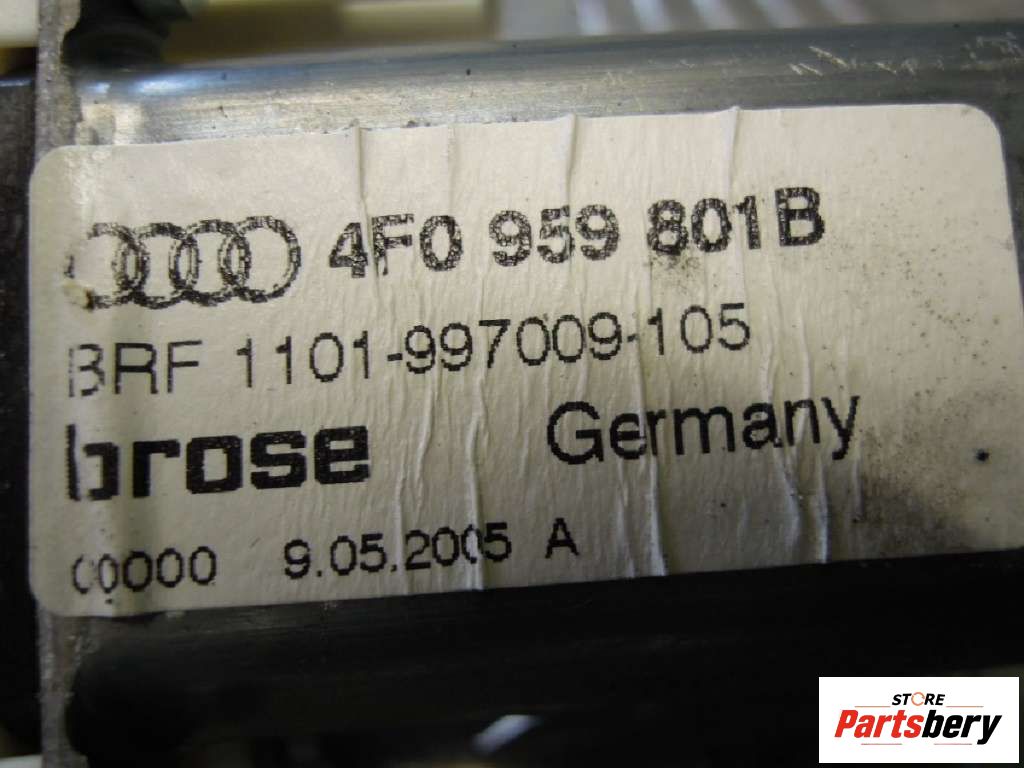 4F0 959 801B
BRF 1101-997009-105
brose Germany
00000 9.05.2005 A
STORE
Partsbery